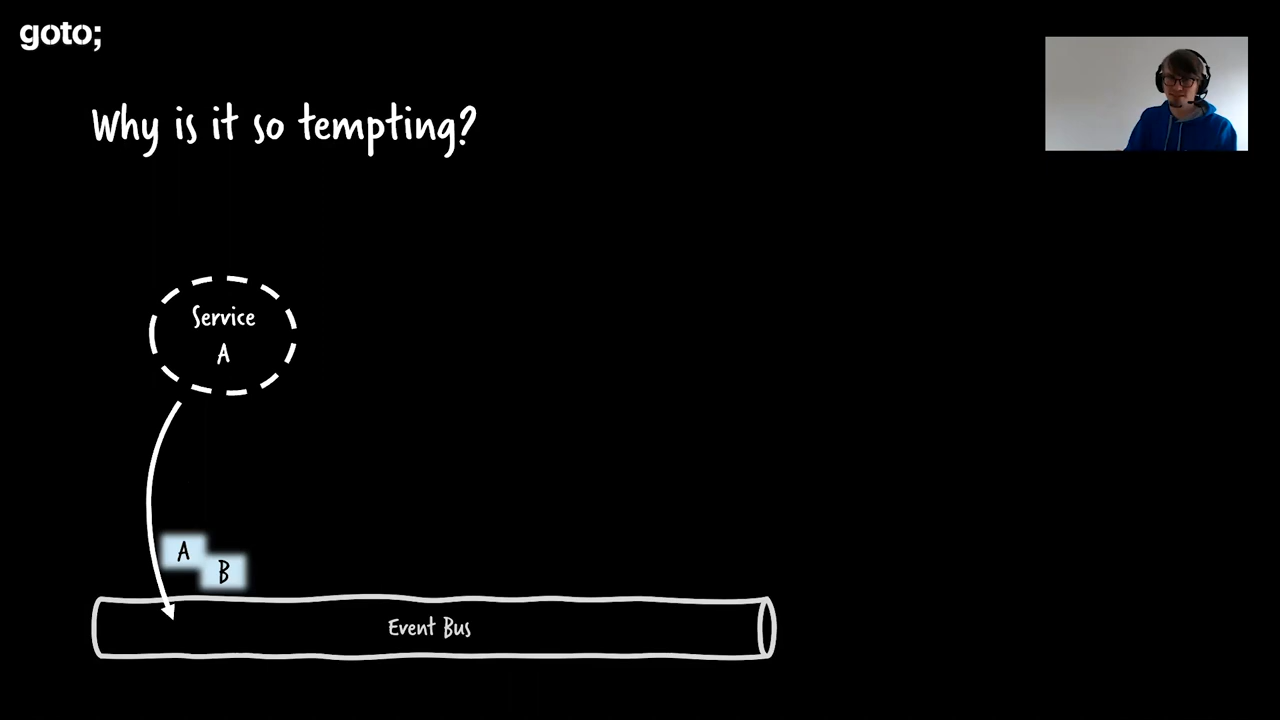 goto;
Why is it so tempting?
Service
A
A
B
Event Bus